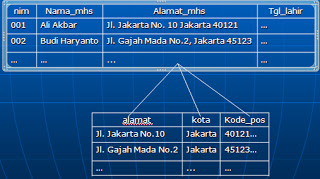 nim Nama_mhs Alamat_mhs Tgl_lahir
001 Ali Akbar Jl. Jakarta No. 10 Jakarta 40121 ...
002 Budi Haryanto Jl. Gajah Mada No.2, Jakarta 45123 ...
... ... ... ...
alamat kota Kode_pos
Jl. Jakarta No.10 Jakarta 40121...
Jl. Gajah Mada No.2 Jakarta 45123...
... ... ...